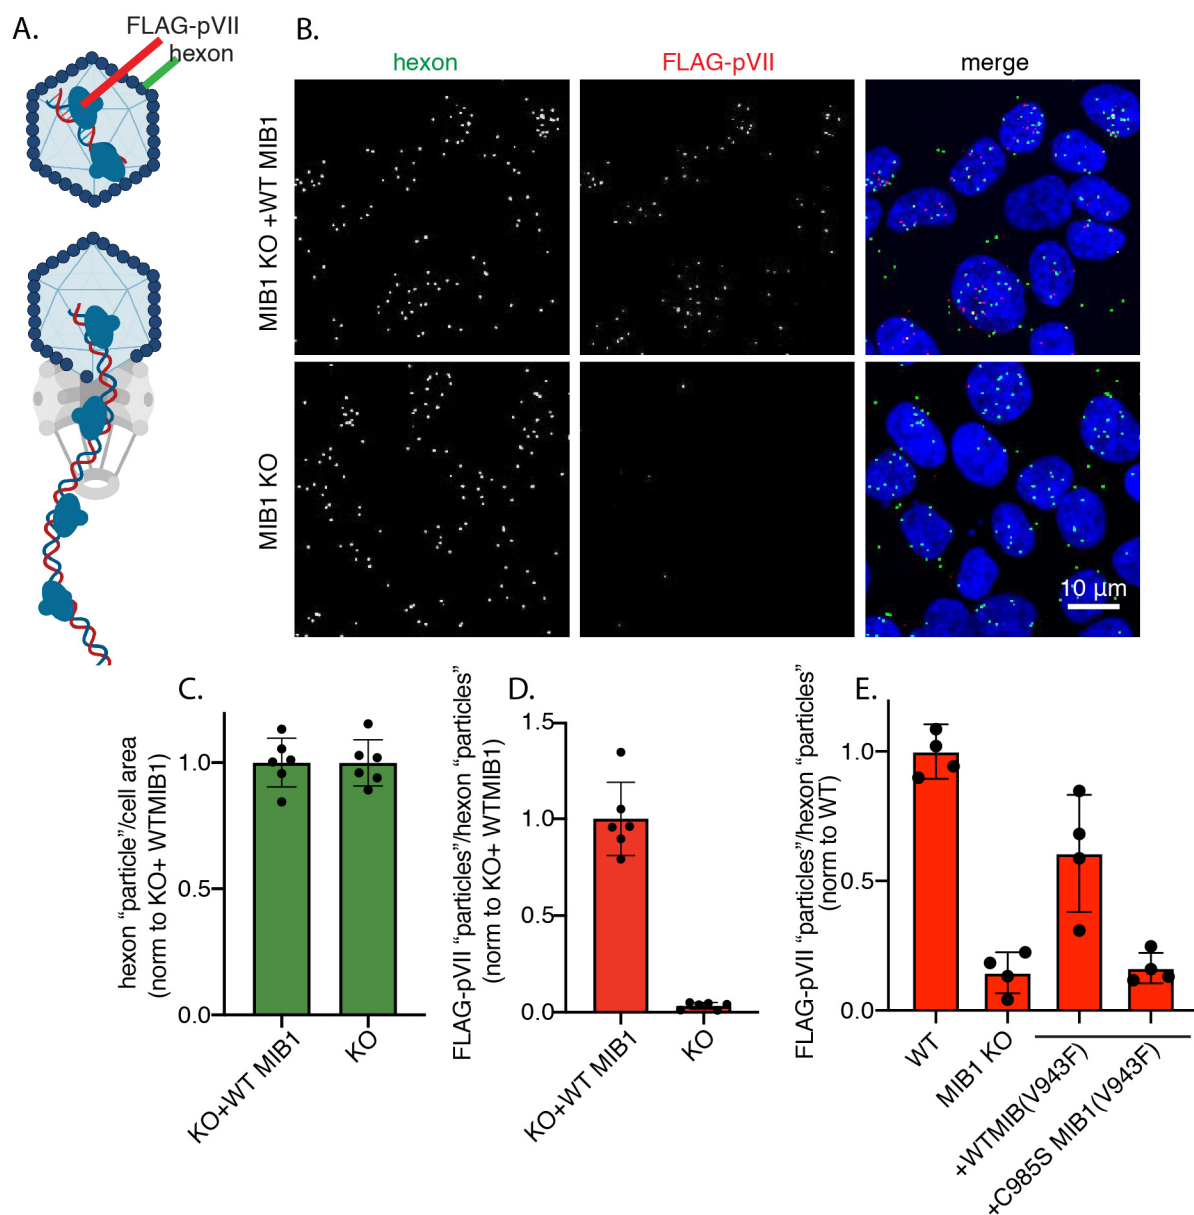 A.
FLAG-pVII
hexon
B.
hexon
FLAG-pVII
merge
MIB1 KO +WT MIB1
MIB1 KO
10 µm
C.
hexon “particle”/cell area
(norm to KO+ WTMIB1)
1.0
0.5
0.0
KO+WT MIB1
KO
D.
FLAG-pVII “particles”/hexon “particles”
(norm to KO+ WTMIB1)
1.5
1.0
0.5
0.0
KO+WT MIB1
KO
E.
FLAG-pVII “particles”/hexon “particles”
(norm to WT)
1.0
0.5
0.0
WT
MIB1 KO
+WTMIB(V943F)
+C985S MIB1(V943F)